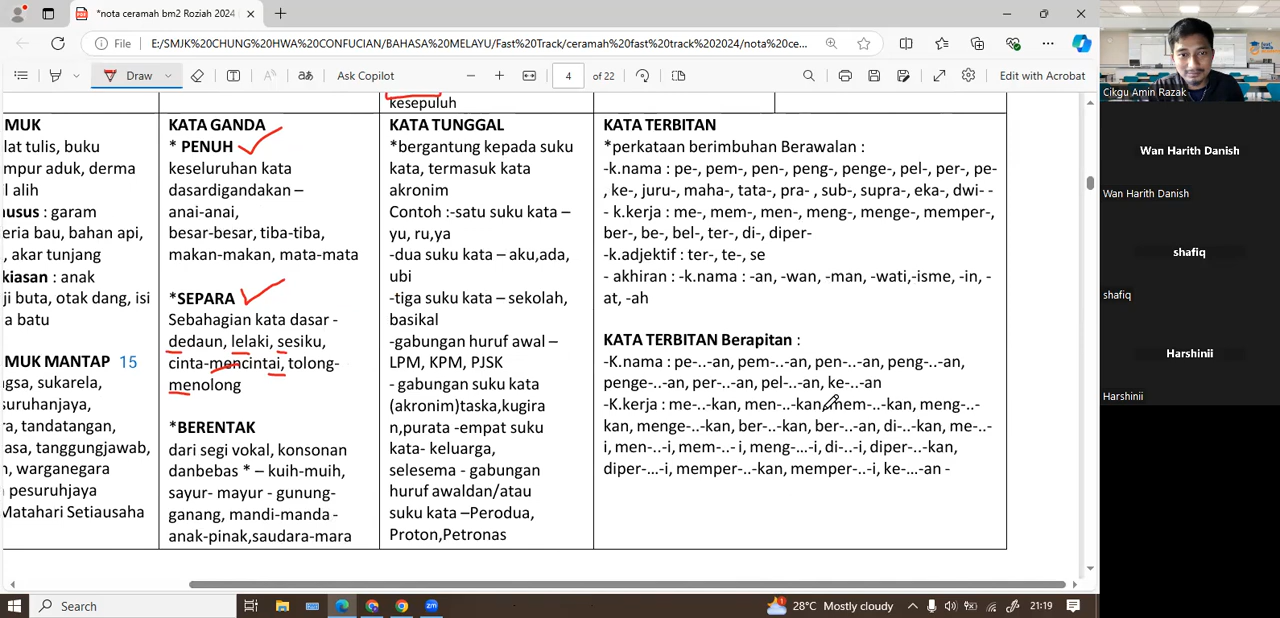 *nota ceramah bm2 Roziah 2024
File
E:/SMJK%20CHUNG%20HWA%20CONFUCIAN/BAHASA%20MELAYU/Fast%20Track/ceramah%20fast%20track%202024/nota%20ce...
Draw
Ask Copilot
4
of 22
Edit with Acrobat
kesepuluh
MUK
lat tulis, buku
mpur aduk, derma
l alih
usus : garam
eria bau, bahan api,
, akar tunjang
kiasan : anak
ji buta, otak dang, isi
a batu
MUK MANTAP 15
ngsa, sukarela,
suruhanjaya,
ra, tandatangan,
asa, tanggungjawab,
n, warganegara
pesuruhjaya
Matahari Setiausaha
KATA GANDA
* PENUH
keseluruhan kata
dasardigandakan –
anai-anai,
besar-besar, tiba-tiba,
makan-makan, mata-mata
*SEPARA
Sebahagian kata dasar -
dedaun, lelaki, sesiku,
cinta-mencintai, tolong-
menolong
*BERENTAK
dari segi vokal, konsonan
danbebas * – kuih-muih,
sayur- mayur - gunung-
ganang, mandi-manda -
anak-pinak,saudara-mara
KATA TUNGGAL
*bergantung kepada suku
kata, termasuk kata
akronim
Contoh :-satu suku kata –
yu, ru,ya
-dua suku kata – aku,ada,
ubi
-tiga suku kata – sekolah,
basikal
-gabungan huruf awal –
LPM, KPM, PJSK
- gabungan suku kata
(akronim)taska,kugira
n,purata -empat suku
kata- keluarga,
selesema - gabungan
huruf awaldan/atau
suku kata –Perodua,
Proton,Petronas
KATA TERBITAN
*perkataan berimbuhan Berawalan :
-k.nama : pe-, pem-, pen-, peng-, penge-, pel-, per-, pe-
, ke-, juru-, maha-, tata-, pra-, sub-, supra-, eka-, dwi- -
- k.kerja : me-, mem-, men-, meng-, menge-, memper-,
ber-, be-, bel-, ter-, di-, diper-
-k.adjektif : ter-, te-, se
- akhiran : -k.nama : -an, -wan, -man, -wati,-isme, -in, -
at, -ah
KATA TERBITAN Berapitan :
-K.nama : pe-..-an, pem-..-an, pen-..-an, peng-..-an,
penge-..-an, per-..-an, pel-..-an, ke-..-an
-K.kerja : me-..-kan, men-..-kan, mem-..-kan, meng-..-
kan, menge-..-kan, ber-..-kan, ber-..-an, di-..-kan, me-..-
i, men-..-i, mem-..-i, meng-...-i, di-..-i, diper-..-kan,
diper-...-i, memper-..-kan, memper-..-i, ke-...-an -
Search
28°C Mostly cloudy
21:19
Cikgu Amin Razak
Wan Harith Danish
Wan Harith Danish
shafiq
shafiq
Harshinii
Harshinii